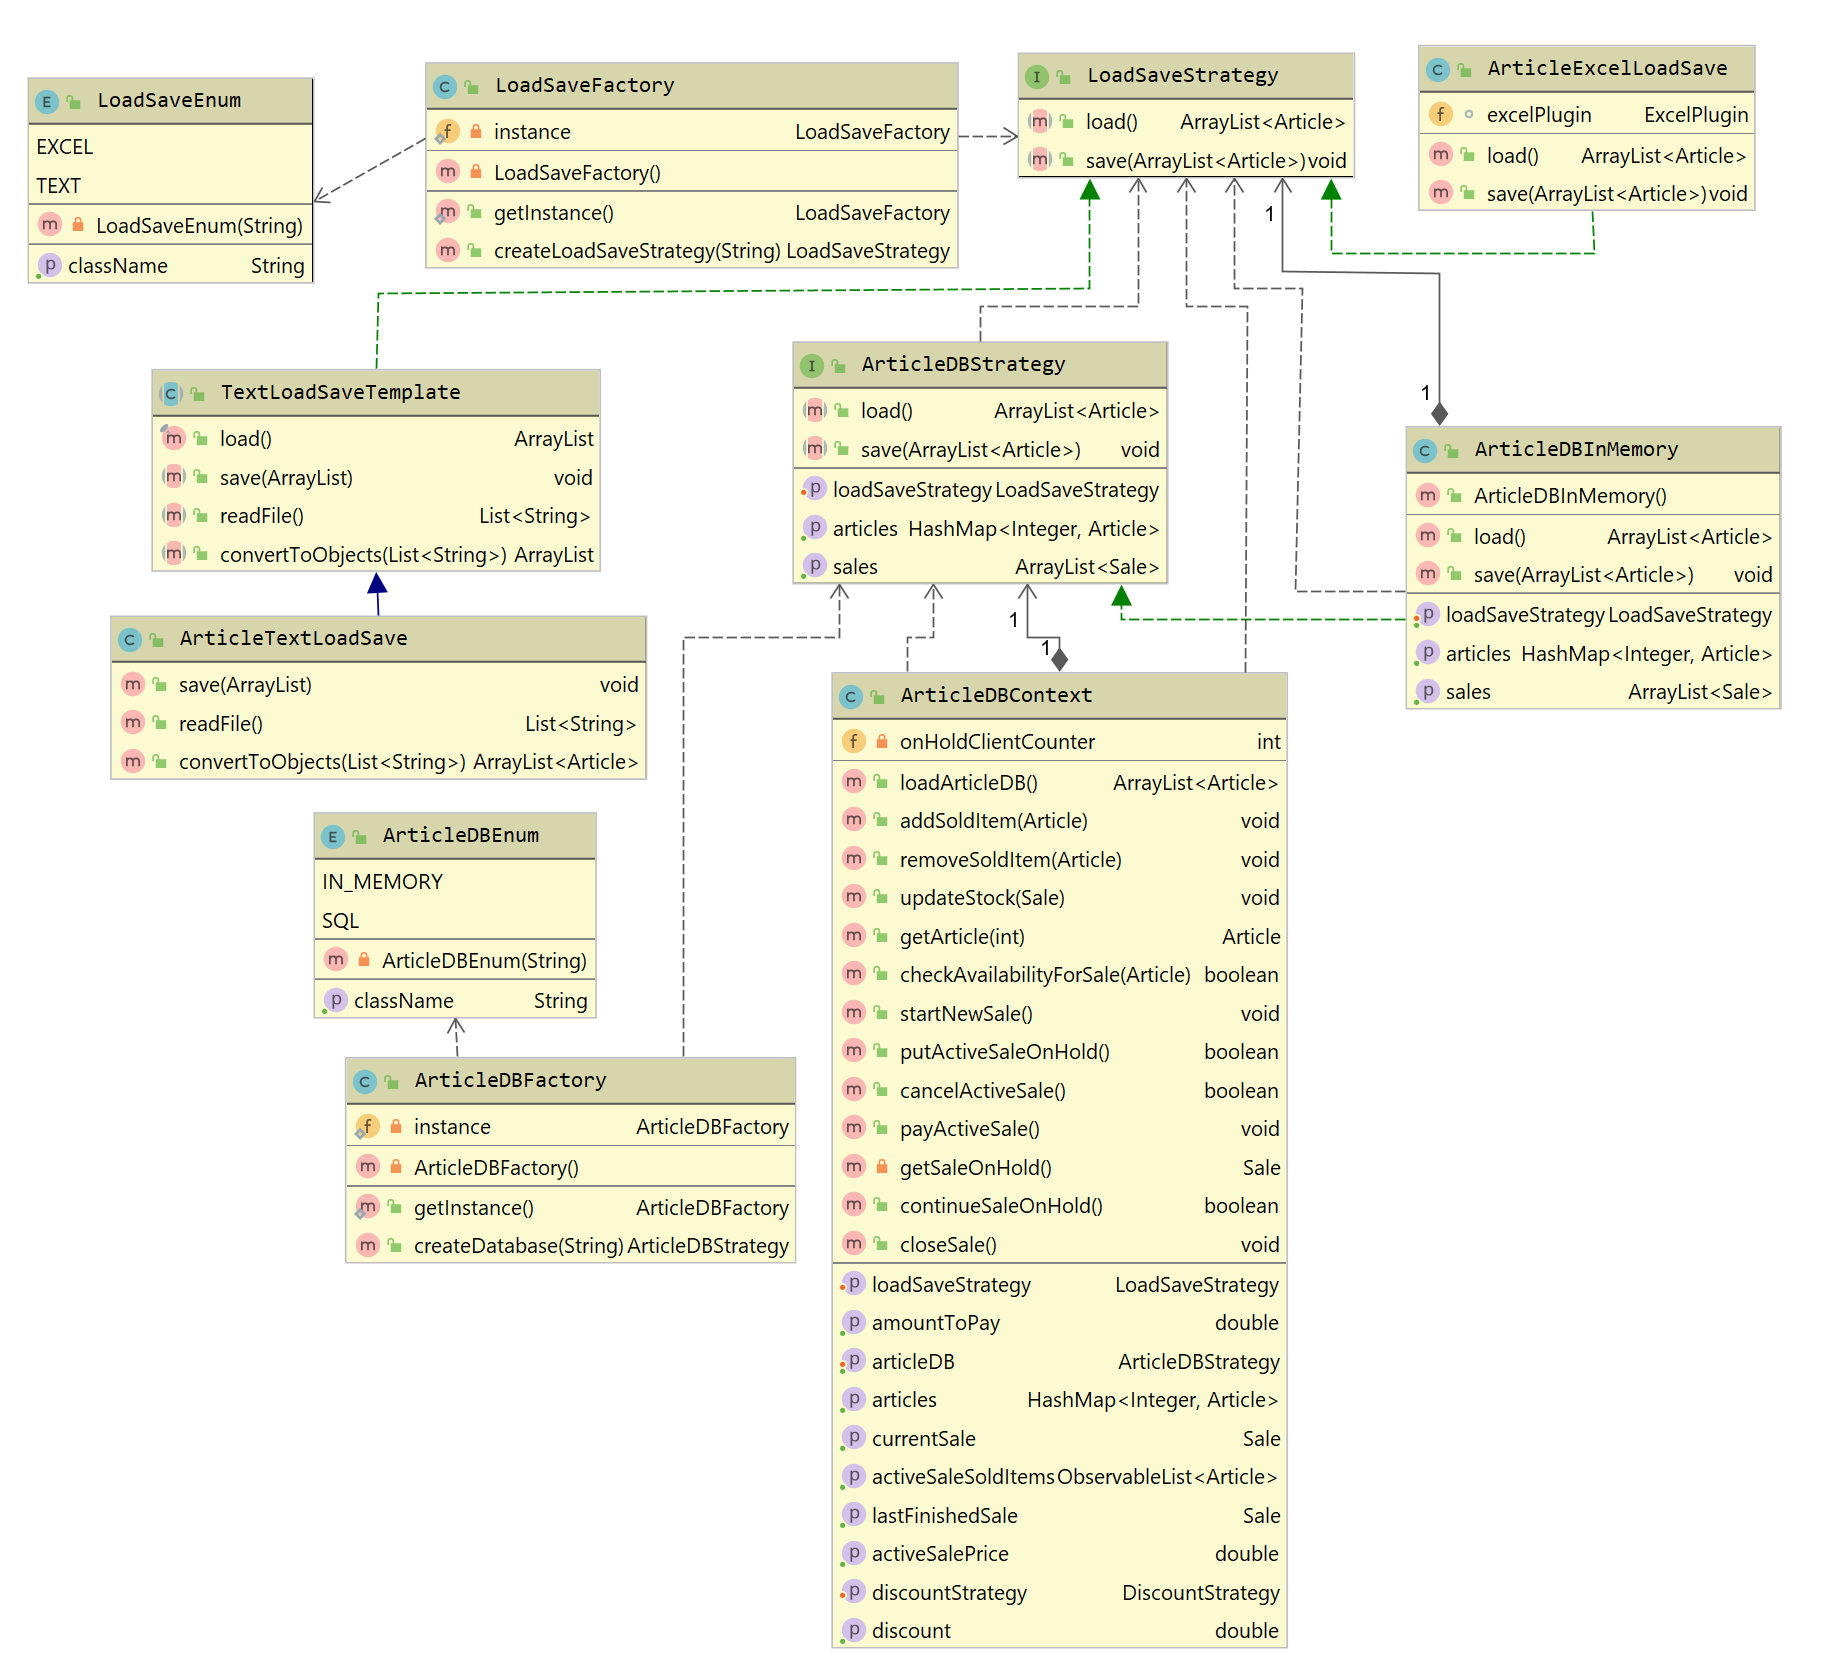 LoadSaveEnum
EXCEL
TEXT
LoadSaveEnum(String)
className String
LoadSaveFactory
instance LoadSaveFactory
LoadSaveFactory()
getInstance() LoadSaveFactory
createLoadSaveStrategy(String) LoadSaveStrategy
LoadSaveStrategy
load() ArrayList<Article>
save(ArrayList<Article>) void
ArticleExcelLoadSave
excelPlugin ExcelPlugin
load() ArrayList<Article>
save(ArrayList<Article>) void
1
1
TextLoadSaveTemplate
load() ArrayList
save(ArrayList) void
readFile() List<String>
convertToObjects(List<String>) ArrayList
ArticleDBStrategy
load() ArrayList<Article>
save(ArrayList<Article>) void
loadSaveStrategy LoadSaveStrategy
articles HashMap<Integer, Article>
sales ArrayList<Sale>
ArticleDBInMemory
ArticleDBInMemory()
load() ArrayList<Article>
save(ArrayList<Article>) void
loadSaveStrategy LoadSaveStrategy
articles HashMap<Integer, Article>
sales ArrayList<Sale>
1
1
ArticleTextLoadSave
save(ArrayList) void
readFile() List<String>
convertToObjects(List<String>) ArrayList<Article>
ArticleDBEnum
IN_MEMORY
SQL
ArticleDBEnum(String)
className String
ArticleDBFactory
instance ArticleDBFactory
ArticleDBFactory()
getInstance() ArticleDBFactory
createDatabase(String) ArticleDBStrategy
ArticleDBContext
onHoldClientCounter int
loadArticleDB() ArrayList<Article>
addSoldItem(Article) void
removeSoldItem(Article) void
updateStock(Sale) void
getArticle(int) Article
checkAvailabilityForSale(Article) boolean
startNewSale() void
putActiveSaleOnHold() boolean
cancelActiveSale() boolean
payActiveSale() void
getSaleOnHold() Sale
continueSaleOnHold() boolean
closeSale() void
loadSaveStrategy LoadSaveStrategy
amountToPay double
articleDB ArticleDBStrategy
articles HashMap<Integer, Article>
currentSale Sale
activeSaleSoldItems ObservableList<Article>
lastFinishedSale Sale
activeSalePrice double
discountStrategy DiscountStrategy
discount double